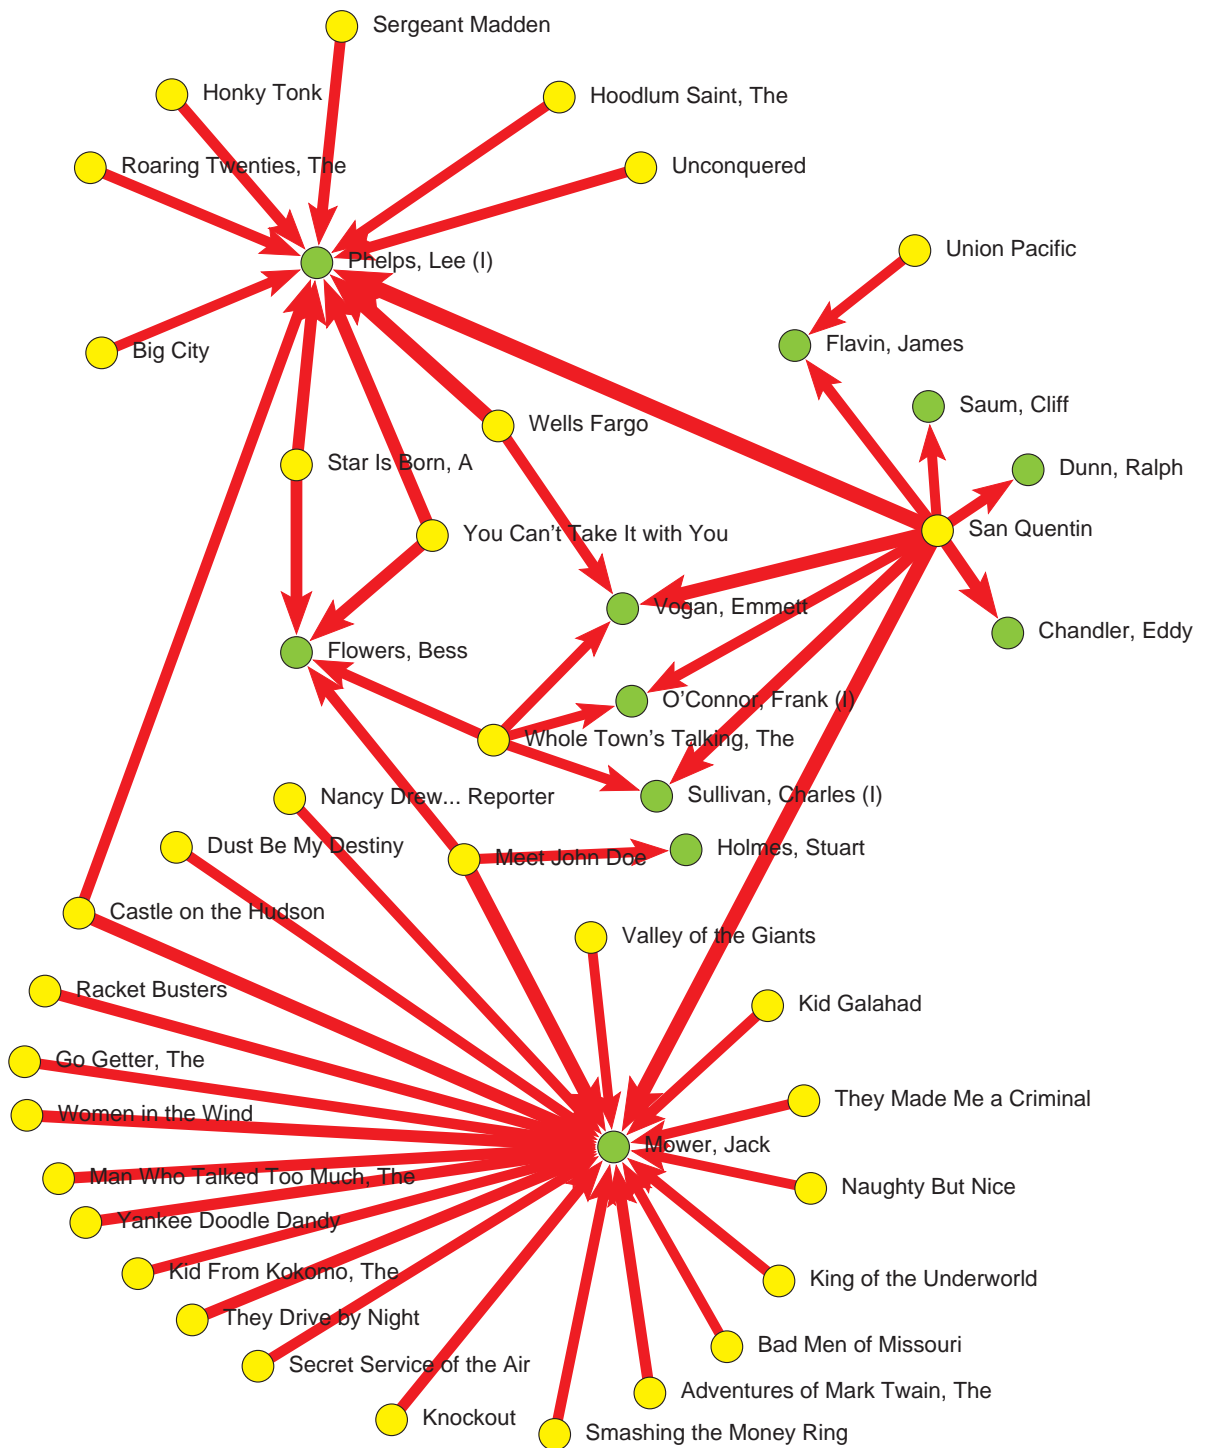 Sergeant Madden
Honky Tonk
Hoodlum Saint, The
Roaring Twenties, The
Unconquered
Union Pacific
Phelps, Lee (I)
Flavin, James
Big City
Saum, Cliff
Wells Fargo
Star Is Born, A
Dunn, Ralph
San Quentin
You Can't Take It with You
Vogan, Emmett
Chandler, Eddy
Flowers, Bess
O'Connor, Frank (I)
Whole Town's Talking, The
Sullivan, Charles (I)
Nancy Drew... Reporter
Dust Be My Destiny
Holmes, Stuart
Meet John Doe
Castle on the Hudson
Valley of the Giants
Racket Busters
Kid Galahad
Go Getter, The
They Made Me a Criminal
Women in the Wind
Mower, Jack
Man Who Talked Too Much, The
Naughty But Nice
Yankee Doodle Dandy
Kid From Kokomo, The
King of the Underworld
They Drive by Night
Bad Men of Missouri
Secret Service of the Air
Adventures of Mark Twain, The
Knockout
Smashing the Money Ring